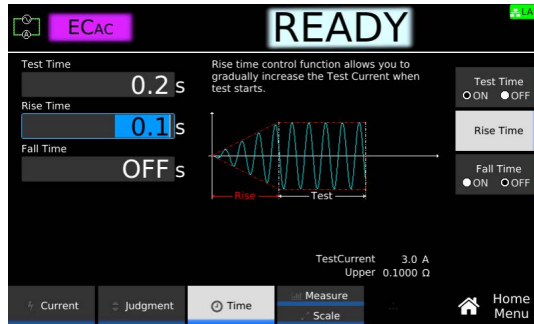 A
ECAC
READY
LA
Test Time
0.2 s
Rise time control function allows you to
gradually increase the Test Current when
test starts.
Rise Time
0.1 s
Fall Time
OFF s
Rise
Test
Test Time
ON OFF
Rise Time
Fall Time
ON OFF
TestCurrent 3.0 A
Upper 0.1000 Ω
Current
Judgment
Time
Measure
Scale
Home
Menu